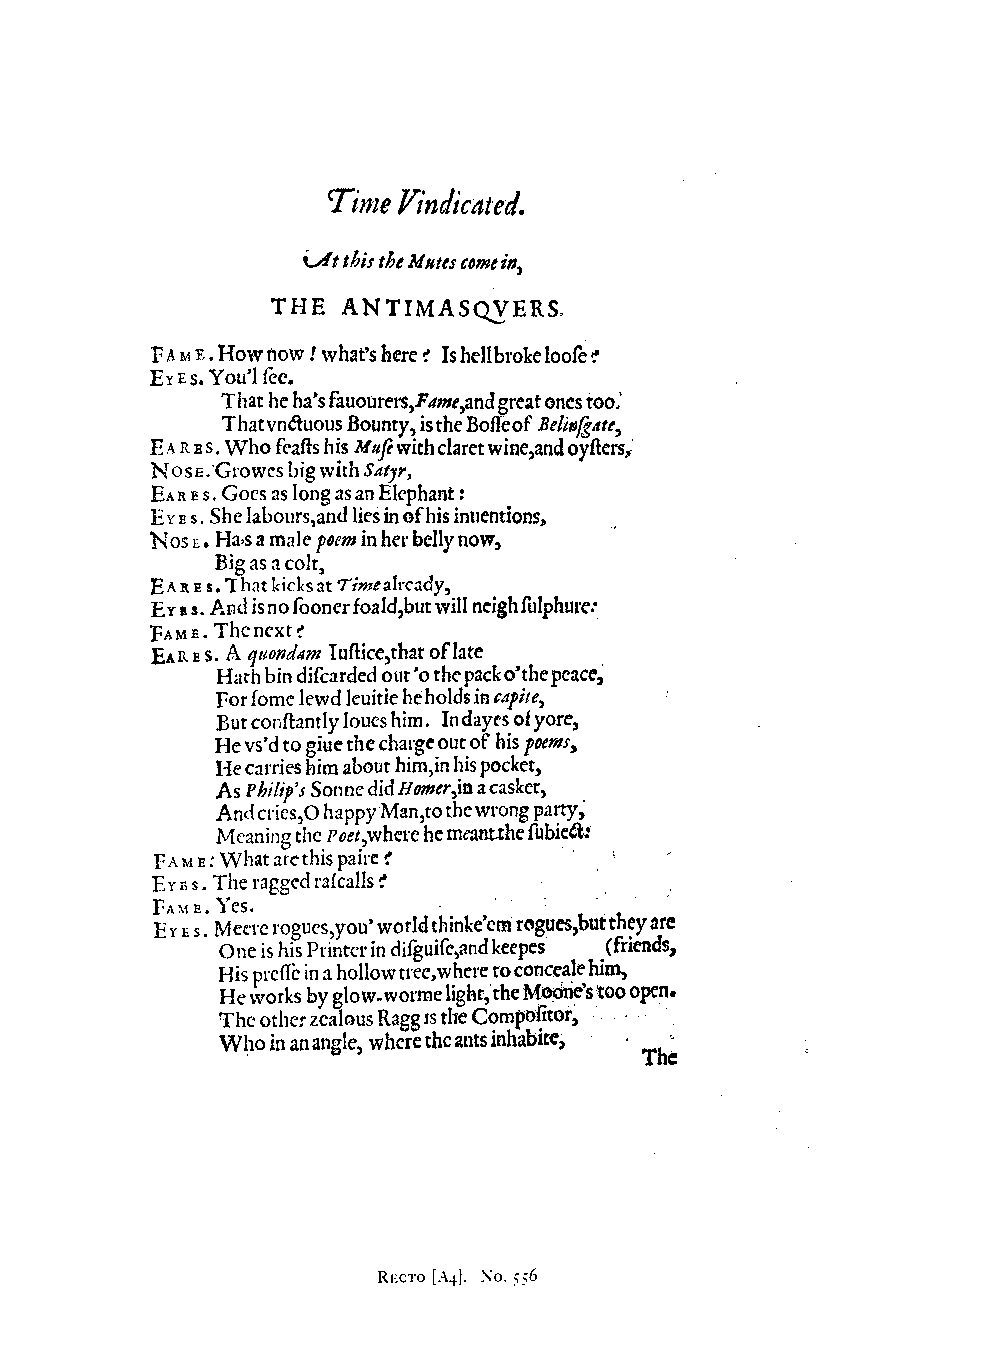 Time Vindicated.
At this the Mutes come in,
THE ANTIMASQVERS.
FAME. How now! what's here? Is hell broke looſe?
EYES. You'l ſee.
That he ha's fauourers, Fame, and great ones too.
That vnctuous Bounty, is the Boſſe of Belinſgate,
EARES. Who feaſts his Muſe with claret wine, and oyſters,
NOSE. Growes big with Satyr,
EARES. Goes as long as an Elephant:
EYES. She labours, and lies in of his inuentions,
NOSE. Has a male poem in her belly now,
Big as a colt,
EARES. That kicks at Time already,
EYES. And is no ſooner foald, but will neigh ſulphure:
FAME. The next?
EARES. A quondam Iuſtice, that of late
Hath bin diſcarded out 'o the pack o' the peace,
For ſome lewd leuitie he holds in capite,
But conſtantly loues him. In dayes of yore,
He vs'd to giue the charge out of his poems,
He carries him about him, in his pocket,
As Philip's Sonne did Homer, in a casket,
And cries, O happy Man, to the wrong party,
Meaning the Poet, where he meant the ſubiect:
FAME: What are this paire?
EYES. The ragged raſcalls?
FAME. Yes.
EYES. Meere rogues, you' world thinke 'em rogues, but they are
One is his Printer in diſguiſe, and keepes (friends,
His preſſe in a hollow tree, where to conceale him,
He works by glow-worme light, the Moone's too open.
The other zealous Ragg is the Compoſitor,
Who in an angle, where the ants inhabite,
The
RECTO [A4]. No. 556